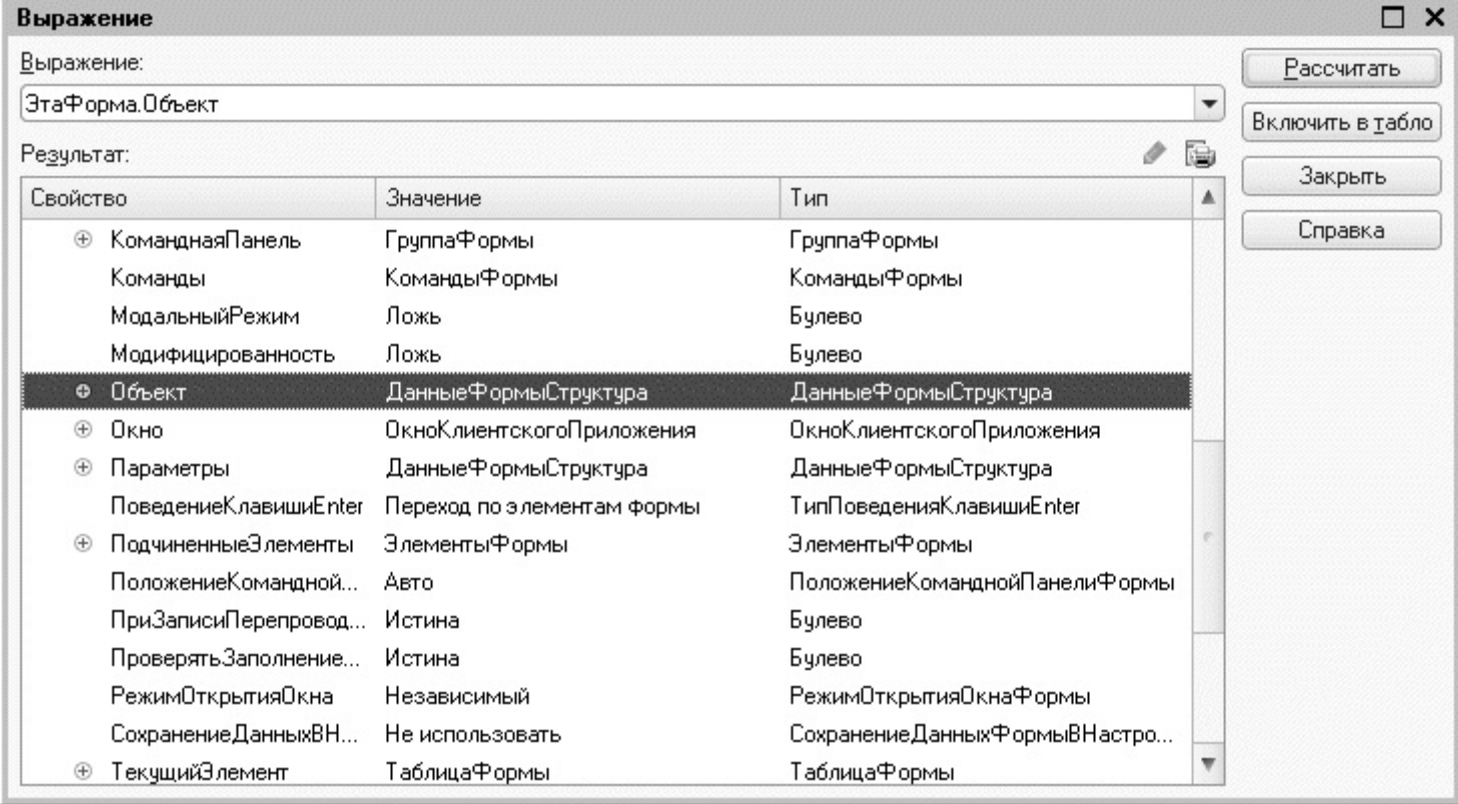 Выражение
Выражение:
Рассчитать
ЭтаФорма.Объект
Включить в табло
Результат:
Закрыть
Свойство Значение Тип
Справка
КоманднаяПанель ГруппаФормы ГруппаФормы
Команды КомандыФормы КомандыФормы
МодальныйРежим Ложь Булево
Модифицированность Ложь Булево
Объект ДанныеФормыСтруктура ДанныеФормыСтруктура
Окно ОкноКлиентскогоПриложения ОкноКлиентскогоПриложения
Параметры ДанныеФормыСтруктура ДанныеФормыСтруктура
ПоведениеКлавишиEnter Переход по элементам формы ТипПоведенияКлавишиEnter
ПодчиненныеЭлементы ЭлементыФормы ЭлементыФормы
ПоложениеКомандной... Авто ПоложениеКоманднойПанелиФормы
ПриЗаписиПерепровод... Истина Булево
ПроверятьЗаполнение... Истина Булево
РежимОткрытияОкна Независимый РежимОткрытияОкнаФормы
СохранениеДанныхВН... Не использовать СохранениеДанныхФормыВНастро...
ТекущийЭлемент ТаблицаФормы ТаблицаФормы